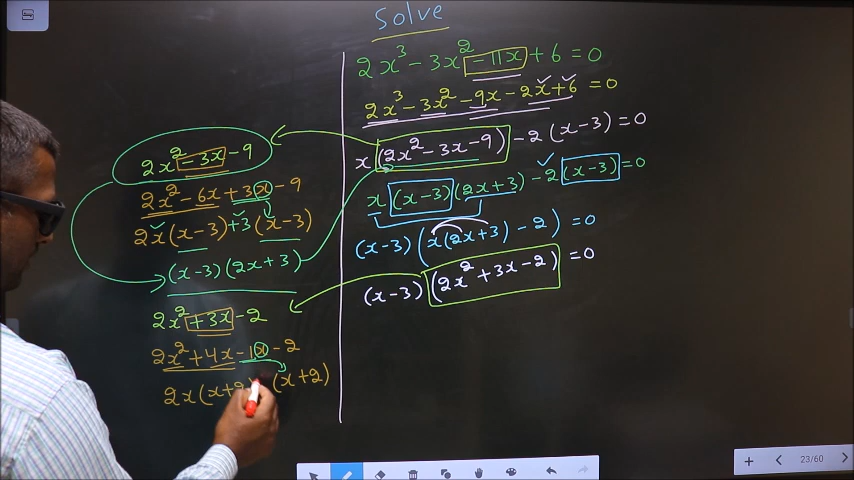 Solve
2x³ - 3x² - 11x + 6 = 0
2x³ - 3x² - 9x - 2x + 6 = 0
x (2x² - 3x - 9) - 2 (x - 3) = 0
x (x - 3) (2x + 3) - 2 (x - 3) = 0
(x - 3) (x (2x + 3) - 2) = 0
(x - 3) (2x² + 3x - 2) = 0
2x² - 3x - 9
2x² - 6x + 3x - 9
2x (x - 3) + 3 (x - 3)
(x - 3) (2x + 3)
2x² + 3x - 2
2x² + 4x - 1x - 2
2x (x + 2) (x + 2)
23/60